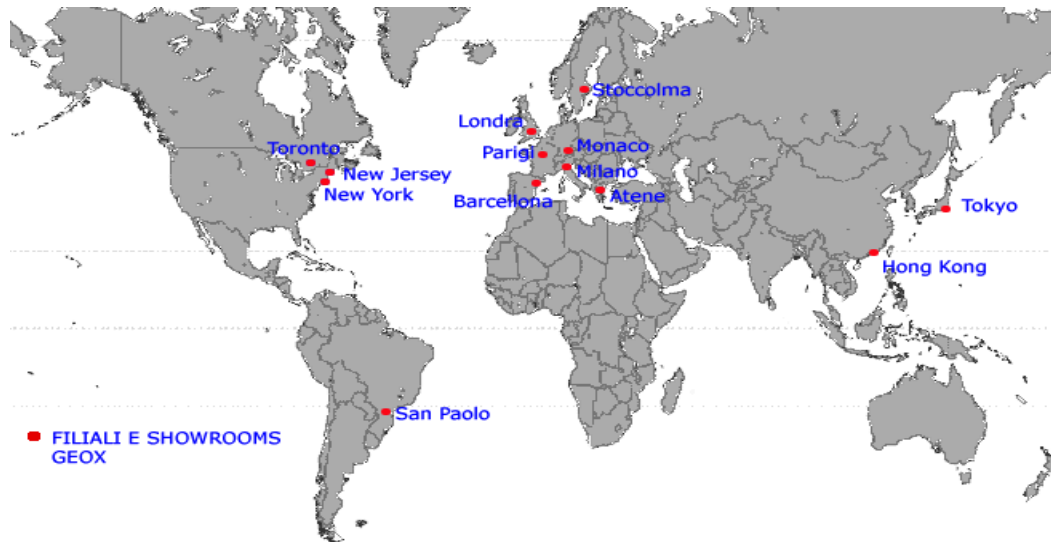 Stoccolma
Londra
Toronto
Parigi
Monaco
New Jersey
Milano
New York
Barcellona
Atene
Tokyo
Hong Kong
San Paolo
FILIALI E SHOWROOMS
GEOX